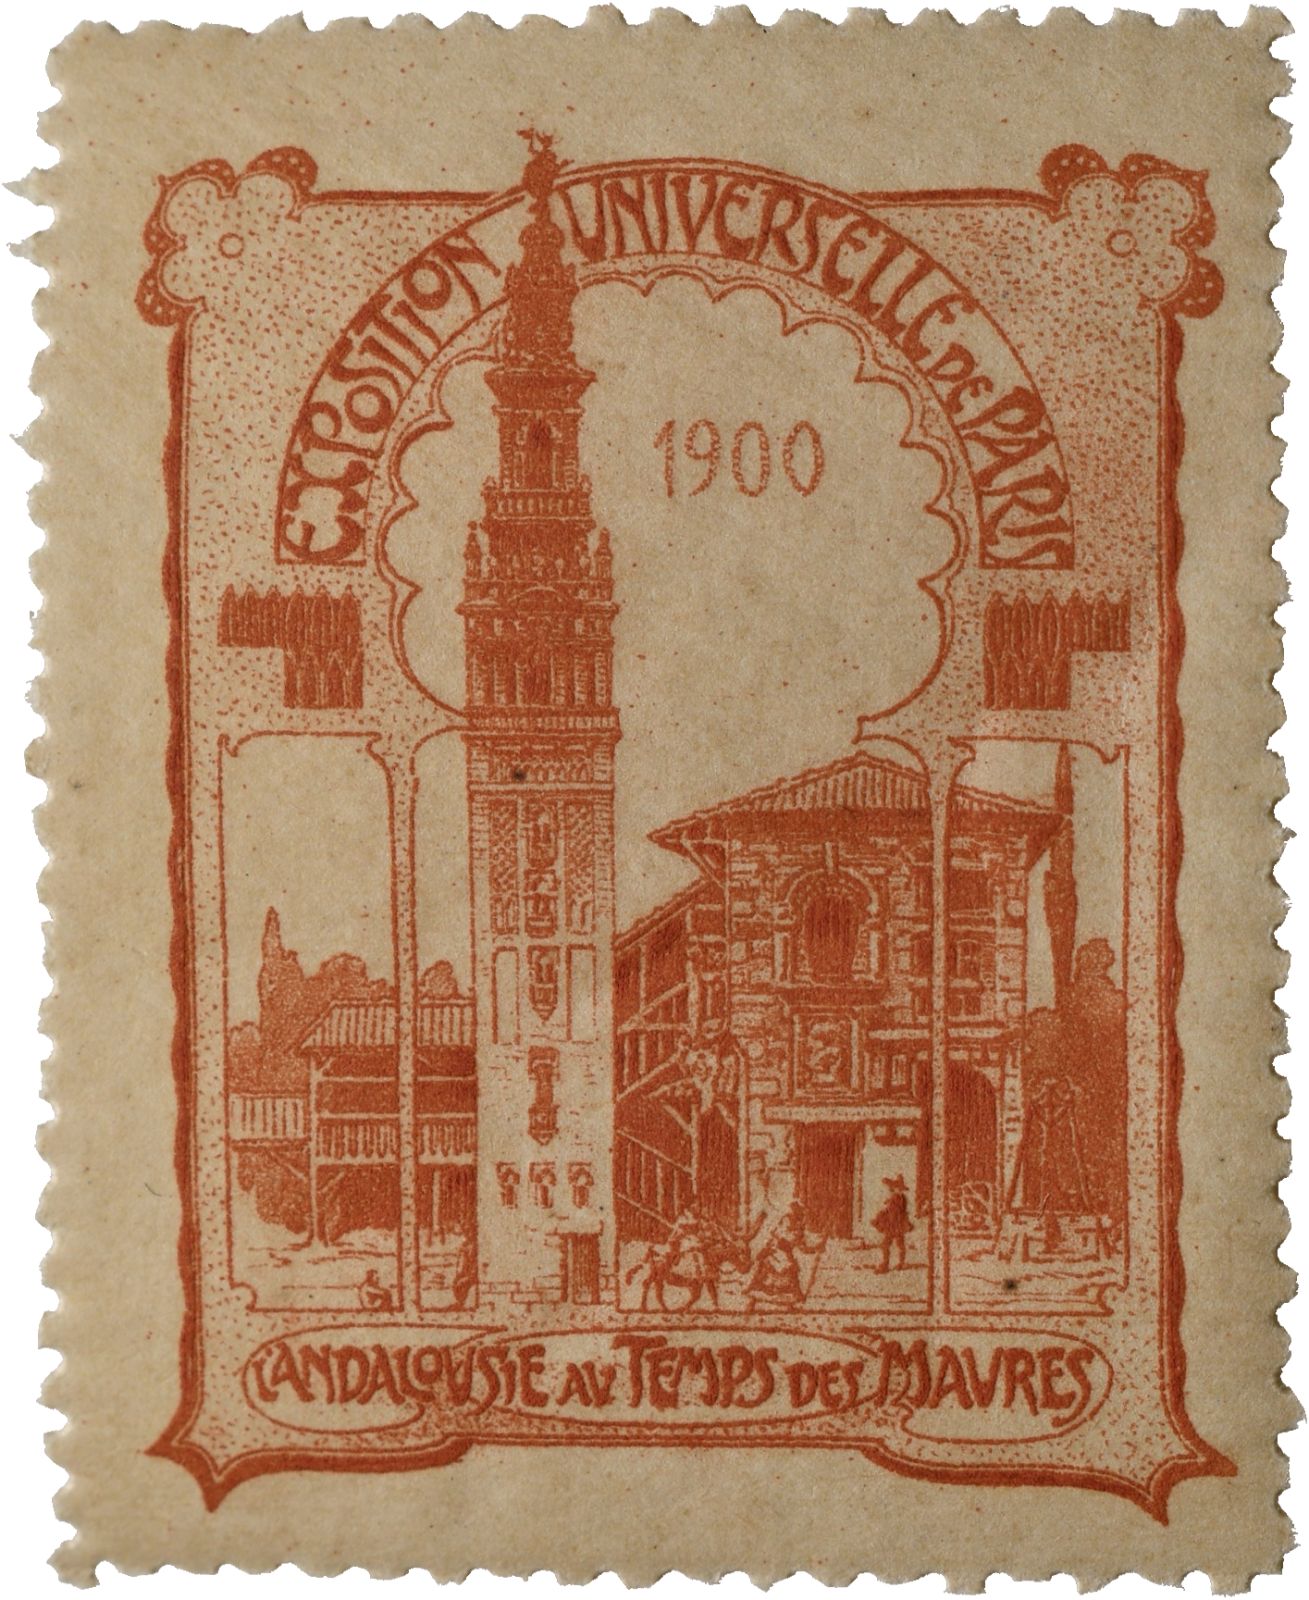 EXPOSITION UNIVERSELLE DE PARIS
1900
L'ANDALOUSIE AU TEMPS DES MAURES